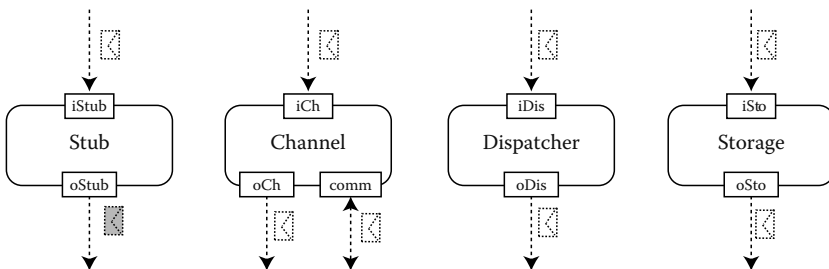 iStub
iCh
iDis
iSto
Stub
Channel
Dispatcher
Storage
oStub
oCh
comm
oDis
oSto